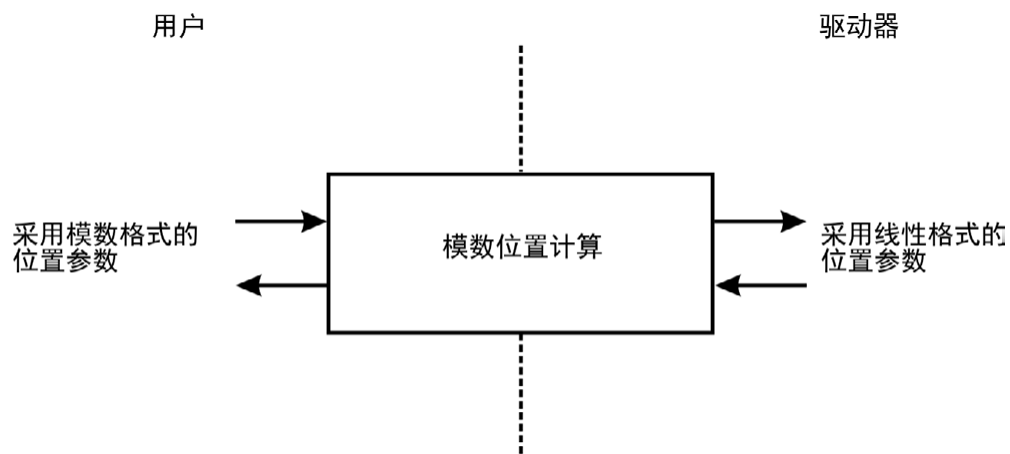 用户
驱动器
采用模数格式的
位置参数
模数位置计算
采用线性格式的
位置参数